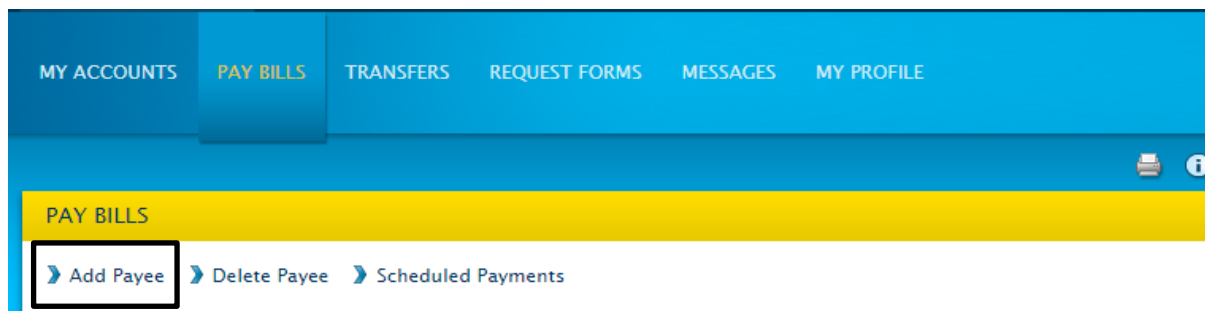 MY ACCOUNTS PAY BILLS TRANSFERS REQUEST FORMS MESSAGES MY PROFILE
PAY BILLS
Add Payee Delete Payee Scheduled Payments